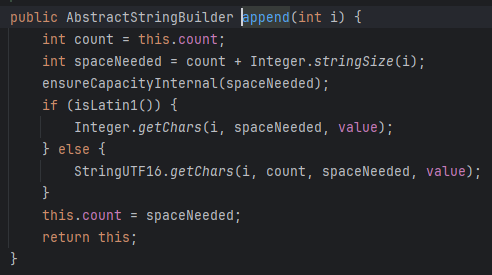 public AbstractStringBuilder append(int i) {
    int count = this.count;
    int spaceNeeded = count + Integer.stringSize(i);
    ensureCapacityInternal(spaceNeeded);
    if (isLatin1()) {
        Integer.getChars(i, spaceNeeded, value);
    } else {
        StringUTF16.getChars(i, count, spaceNeeded, value);
    }
    this.count = spaceNeeded;
    return this;
}